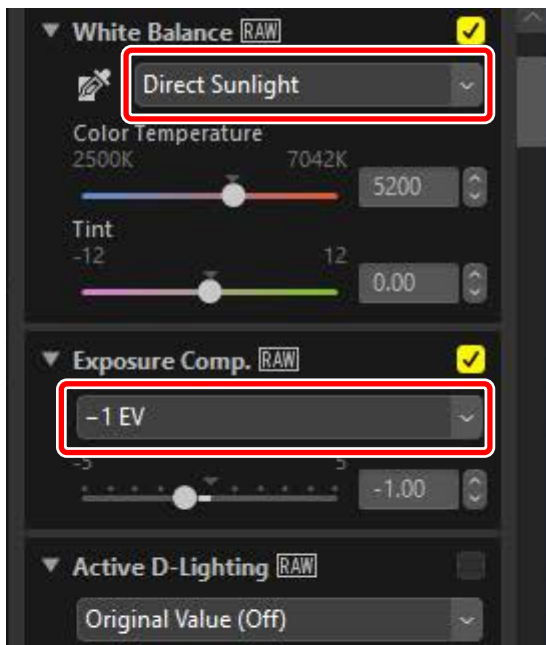 White Balance RAW
Direct Sunlight
Color Temperature
2500K 7042K
5200
Tint
-12 12
0.00
Exposure Comp. RAW
−1 EV
-5 5
-1.00
Active D-Lighting RAW
Original Value (Off)